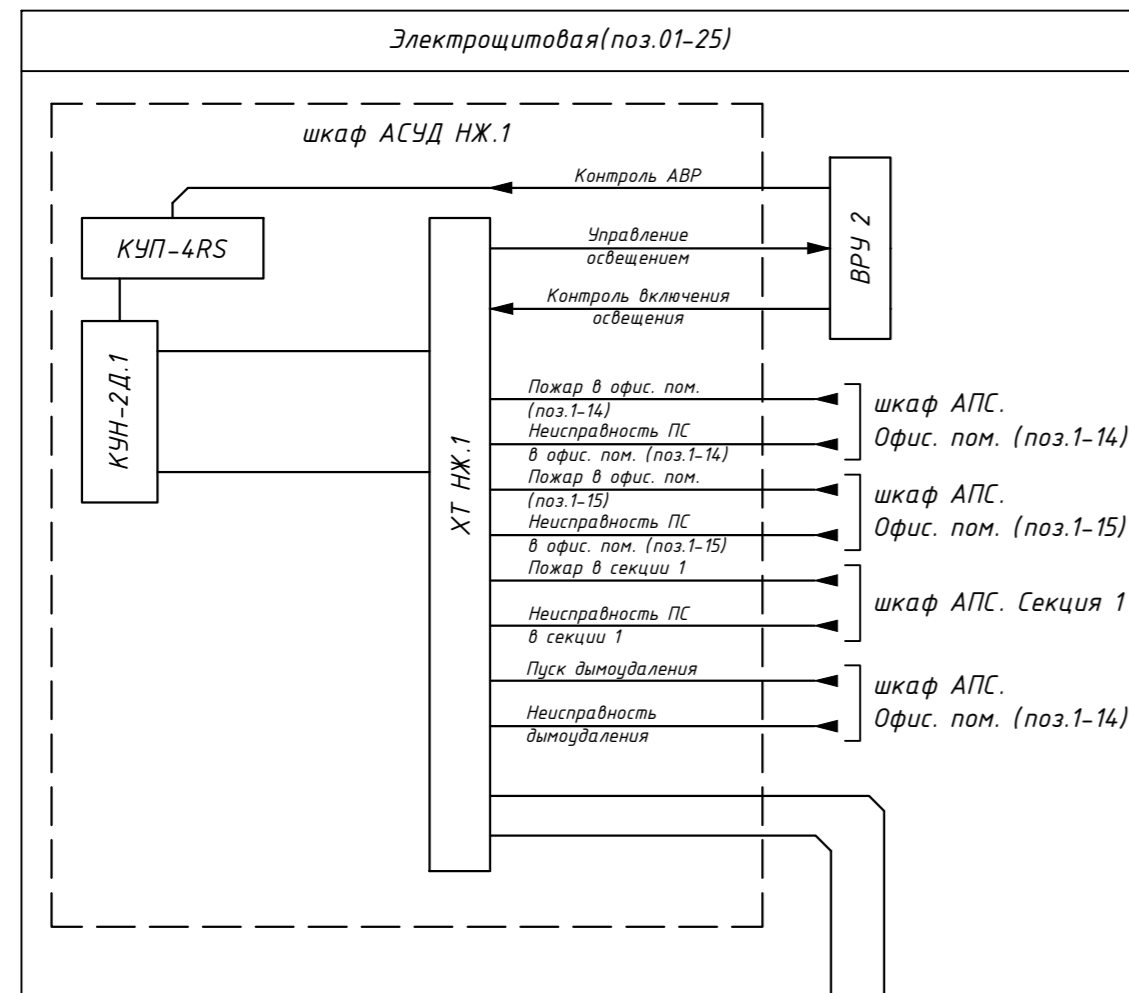 Электрощитовая(поз.01-25)
шкаф АСУД НЖ.1
Контроль АВР
КУП-4RS
Управление
освещением
ВРУ 2
Контроль включения
освещения
КУН-2Д.1
ХТ НЖ.1
Пожар в офис. пом.
(поз.1-14)
Неисправность ПС
в офис. пом. (поз.1-14)
шкаф АПС.
Офис. пом. (поз.1-14)
Пожар в офис. пом.
(поз.1-15)
Неисправность ПС
в офис. пом. (поз.1-15)
шкаф АПС.
Офис. пом. (поз.1-15)
Пожар в секции 1
Неисправность ПС
в секции 1
шкаф АПС. Секция 1
Пуск дымоудаления
Неисправность
дымоудаления
шкаф АПС.
Офис. пом. (поз.1-14)